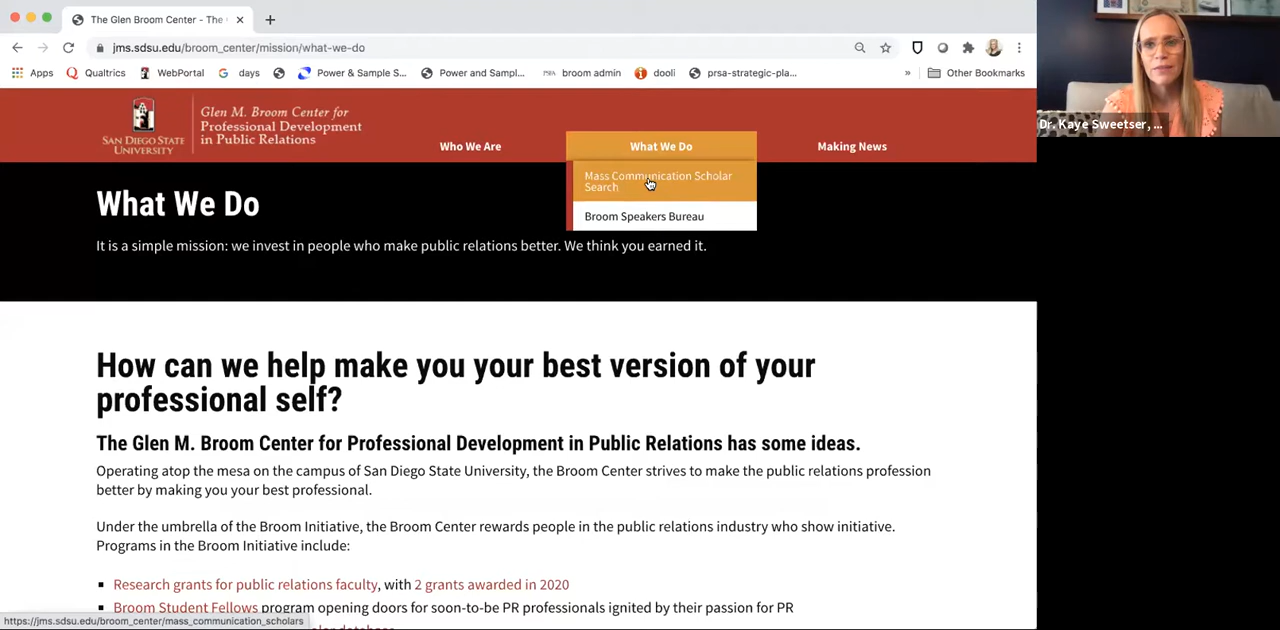 The Glen Broom Center - The
jms.sdsu.edu/broom_center/mission/what-we-do
Apps Qualtrics WebPortal days Power & Sample S... Power and Sampl... broom admin dooli prsa-strategic-pla... » Other Bookmarks
SAN DIEGO STATE
UNIVERSITY
Glen M. Broom Center for
Professional Development
in Public Relations
Who We Are What We Do Making News
Mass Communication Scholar
Search
Broom Speakers Bureau
Dr. Kaye Sweetser, ...
What We Do
It is a simple mission: we invest in people who make public relations better. We think you earned it.
How can we help make you your best version of your
professional self?
The Glen M. Broom Center for Professional Development in Public Relations has some ideas.
Operating atop the mesa on the campus of San Diego State University, the Broom Center strives to make the public relations profession
better by making you your best professional.
Under the umbrella of the Broom Initiative, the Broom Center rewards people in the public relations industry who show initiative.
Programs in the Broom Initiative include:
Research grants for public relations faculty, with 2 grants awarded in 2020
Broom Student Fellows program opening doors for soon-to-be PR professionals ignited by their passion for PR
https://jms.sdsu.edu/broom_center/mass_communication_scholars